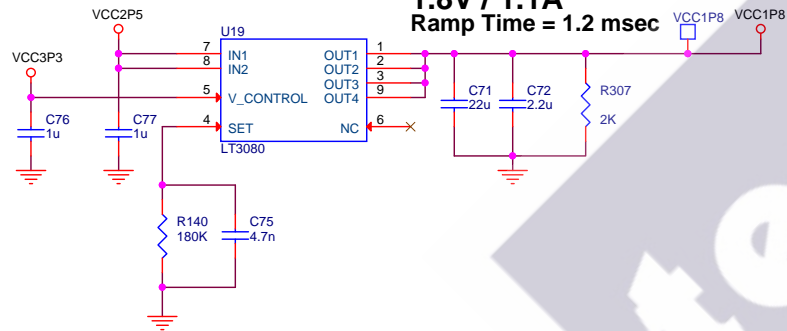 1.8V / 1.1A
Ramp Time = 1.2 msec
VCC2P5
VCC1P8
VCC1P8
U19
VCC3P3
7
IN1
OUT1
1
8
IN2
OUT2
2
OUT3
3
5
V_CONTROL
OUT4
9
4
SET
NC
6
LT3080
C76
1u
C77
1u
C71
22u
C72
2.2u
R307
2K
R140
180K
C75
4.7n